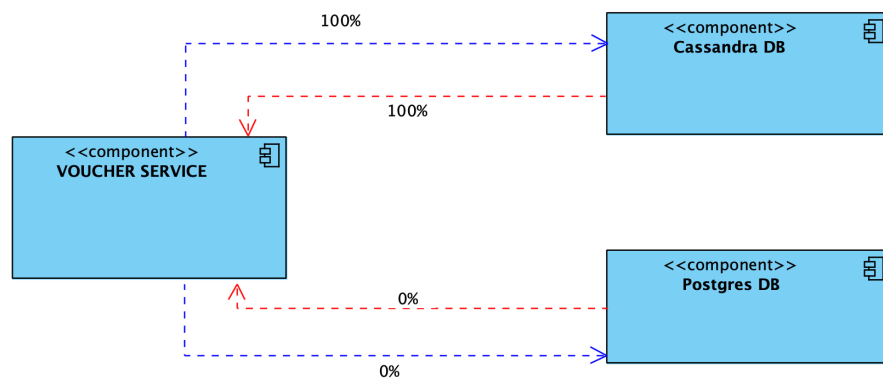 100%
<<component>>
Cassandra DB
100%
<<component>>
VOUCHER SERVICE
<<component>>
Postgres DB
0%
0%